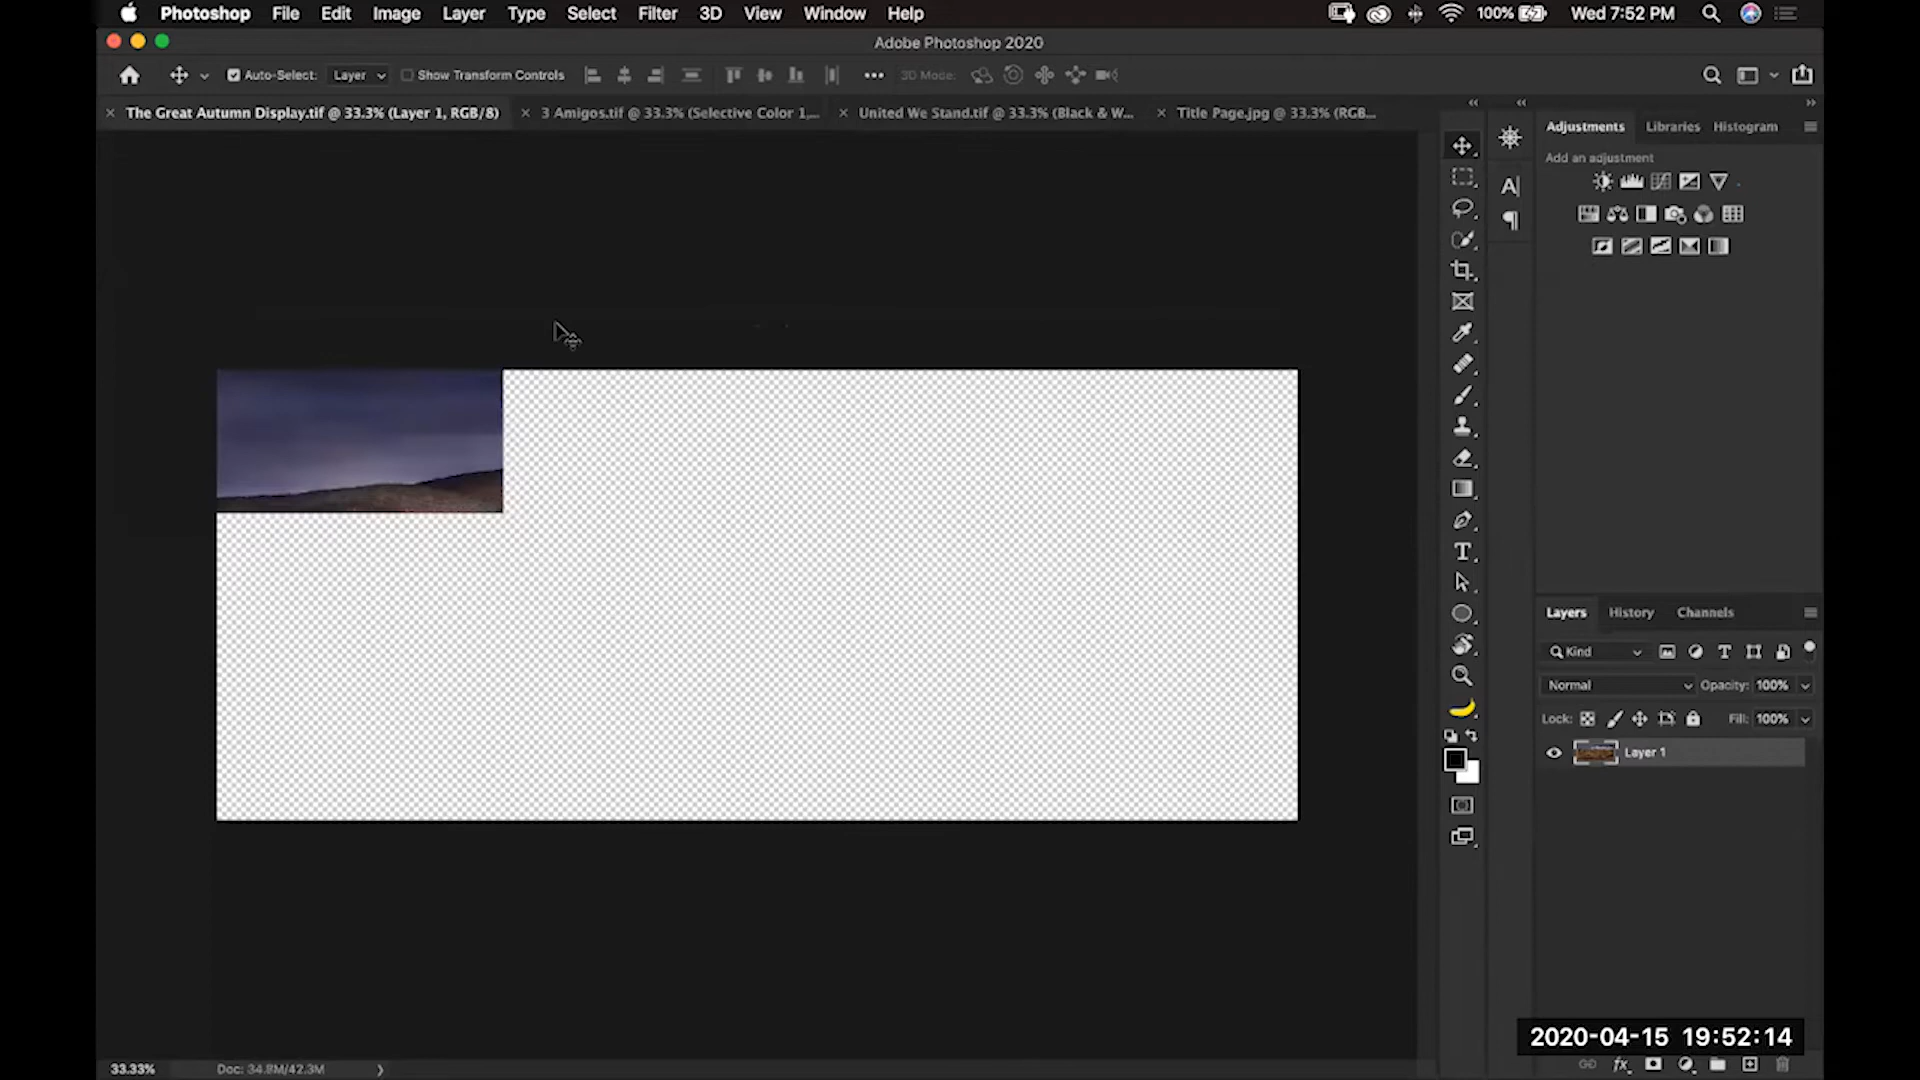 Photoshop File Edit Image Layer Type Select Filter 3D View Window Help 100% Wed 7:52 PM
Adobe Photoshop 2020
Auto-Select: Layer Show Transform Controls 3D Mode:
The Great Autumn Display.tif @ 33.3% (Layer 1, RGB/8) 3 Amigos.tif @ 33.3% (Selective Color 1,... United We Stand.tif @ 33.3% (Black & W... Title Page.jpg @ 33.3% (RGB...
Adjustments Libraries Histogram
Add an adjustment
Layers History Channels
Kind
Normal Opacity: 100%
Lock: Fill: 100%
Layer 1
2020-04-15 19:52:14
33.33% Doc: 34.8M/42.3M